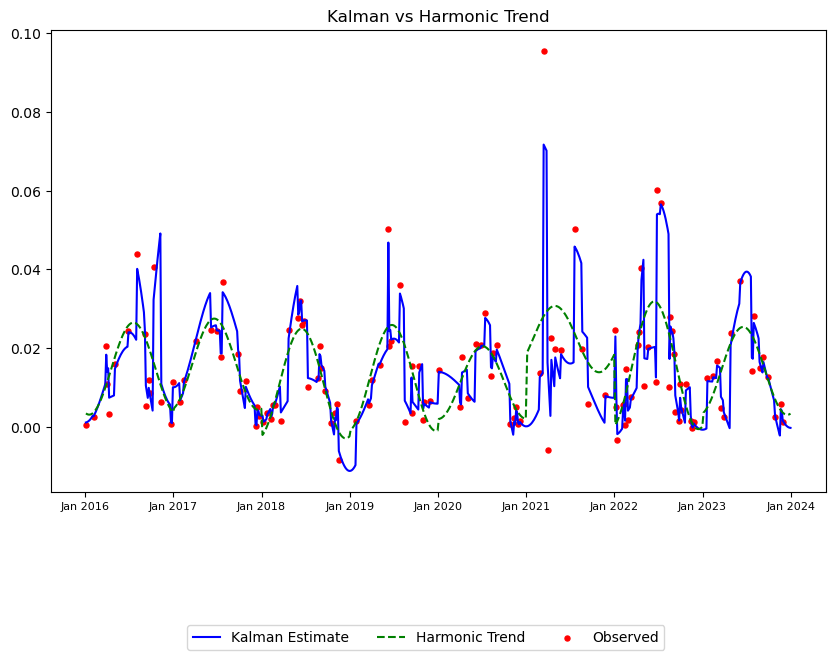 Kalman vs Harmonic Trend
0.10
0.08
0.06
0.04
0.02
0.00
Jan 2016 Jan 2017 Jan 2018 Jan 2019 Jan 2020 Jan 2021 Jan 2022 Jan 2023 Jan 2024
Kalman Estimate Harmonic Trend Observed